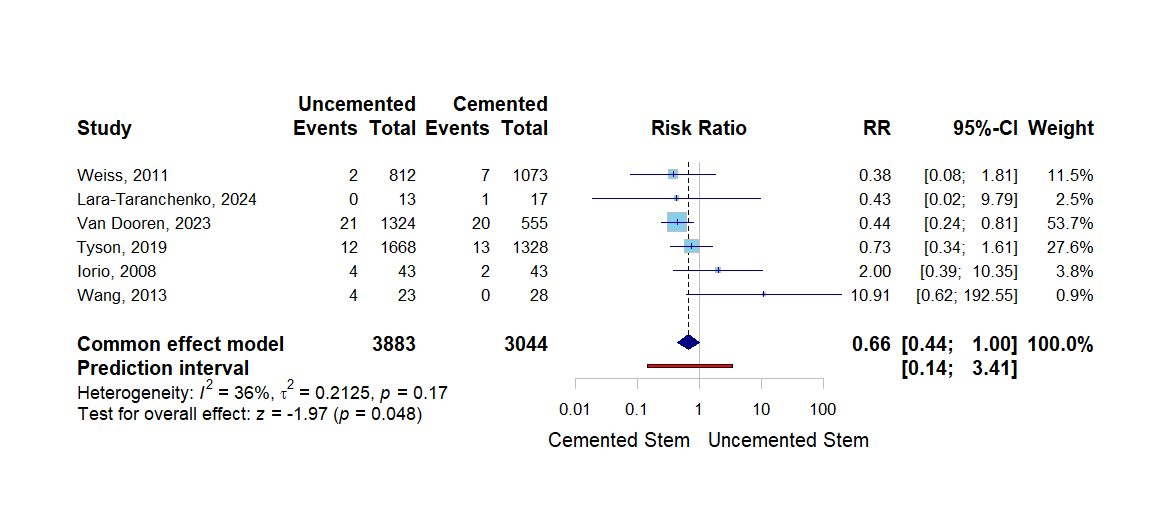 Uncemented Cemented
Study Events Total Events Total Risk Ratio RR 95%-CI Weight
Weiss, 2011 2 812 7 1073 0.38 [0.08; 1.81] 11.5%
Lara-Taranchenko, 2024 0 13 1 17 0.43 [0.02; 9.79] 2.5%
Van Dooren, 2023 21 1324 20 555 0.44 [0.24; 0.81] 53.7%
Tyson, 2019 12 1668 13 1328 0.73 [0.34; 1.61] 27.6%
Iorio, 2008 4 43 2 43 2.00 [0.39; 10.35] 3.8%
Wang, 2013 4 23 0 28 10.91 [0.62; 192.55] 0.9%
Common effect model 3883 3044 0.66 [0.44; 1.00] 100.0%
Prediction interval [0.14; 3.41]
Heterogeneity: I² = 36%, τ² = 0.2125, p = 0.17
Test for overall effect: z = -1.97 (p = 0.048)
0.01 0.1 1 10 100
Cemented Stem Uncemented Stem